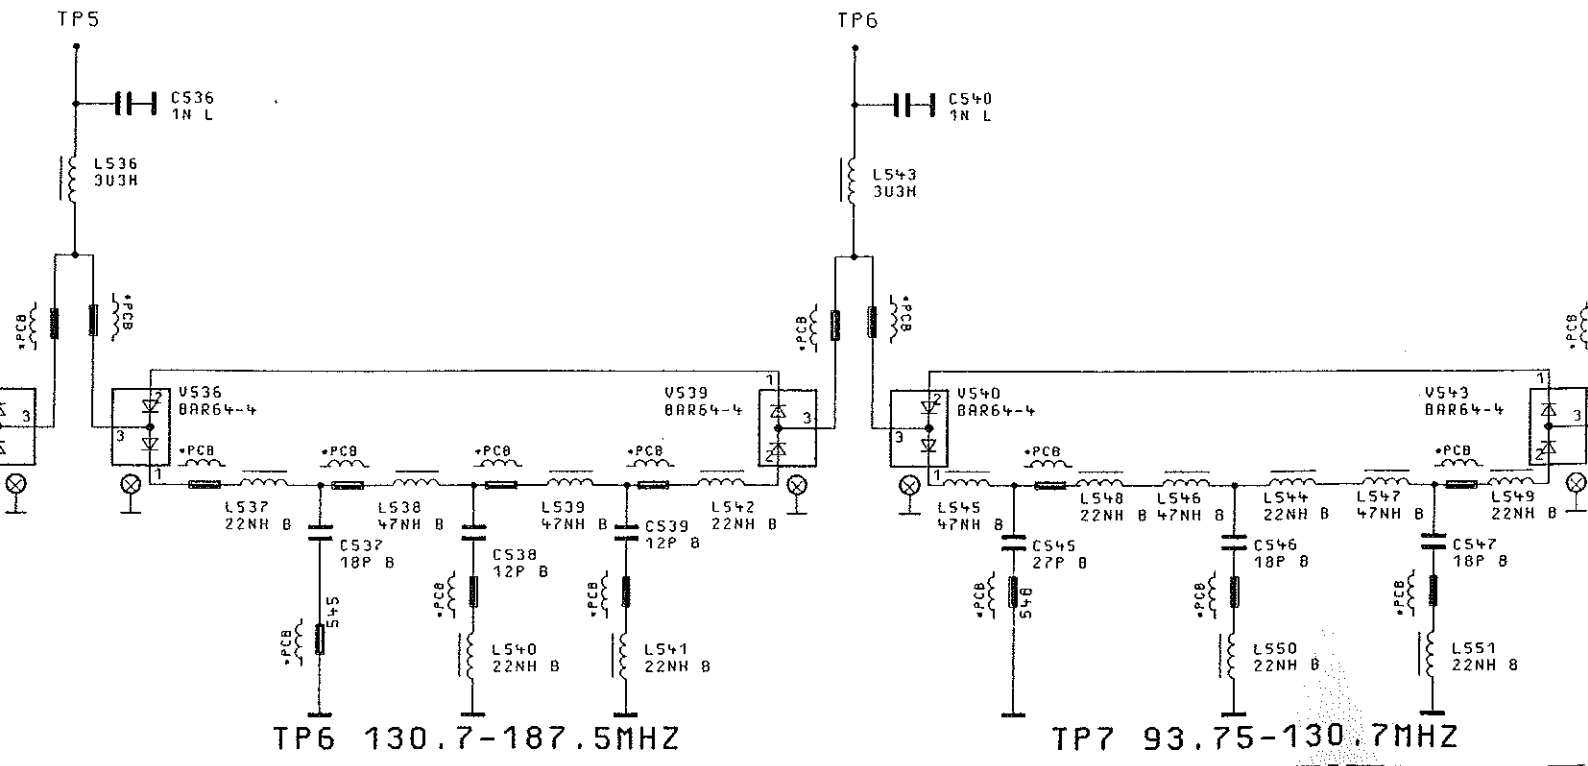 TP5
TP6
C536
1N L
C540
1N L
L536
3U3H
L543
3U3H
*PCB
*PCB
*PCB
*PCB
*PCB
V536
BAR64-4
V539
BAR64-4
V540
BAR64-4
V543
BAR64-4
3
2
3
1
1
3
2
2
3
1
1
3
2
*PCB
*PCB
*PCB
*PCB
*PCB
*PCB
L537
22NH B
L538
47NH B
L539
47NH B
L542
22NH B
L545
47NH B
L548
22NH B
L546
47NH B
L544
22NH B
L547
47NH B
L549
22NH B
C537
18P B
C538
12P B
C539
12P B
C545
27P B
C546
18P B
C547
18P B
*PCB
545
*PCB
*PCB
*PCB
548
*PCB
*PCB
L540
22NH B
L541
22NH B
L550
22NH B
L551
22NH B
TP6 130.7-187.5MHZ
TP7 93.75-130.7MHZ